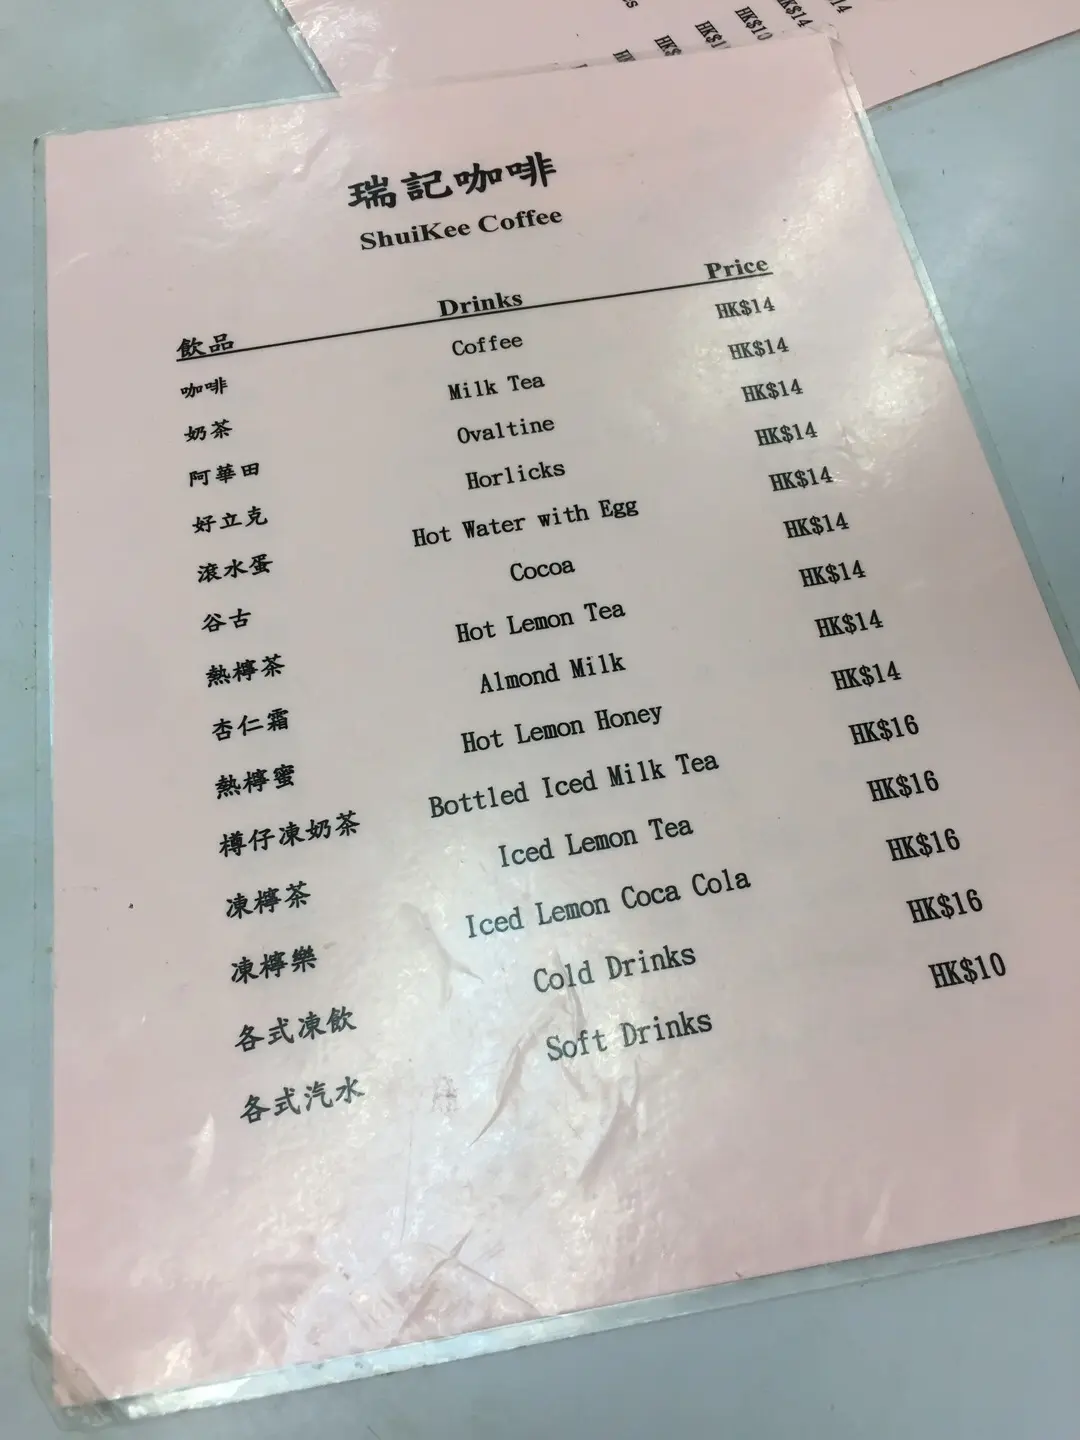 HK$14
HK$14
HK$10
瑞記咖啡
ShuiKee Coffee
飲品 Drinks Price
咖啡 Coffee HK$14
奶茶 Milk Tea HK$14
阿華田 Ovaltine HK$14
好立克 Horlicks HK$14
滾水蛋 Hot Water with Egg HK$14
谷古 Cocoa HK$14
熱檸茶 Hot Lemon Tea HK$14
杏仁霜 Almond Milk HK$14
熱檸蜜 Hot Lemon Honey HK$14
樽仔凍奶茶 Bottled Iced Milk Tea HK$16
凍檸茶 Iced Lemon Tea HK$16
凍檸樂 Iced Lemon Coca Cola HK$16
各式凍飲 Cold Drinks HK$16
各式汽水 Soft Drinks HK$10